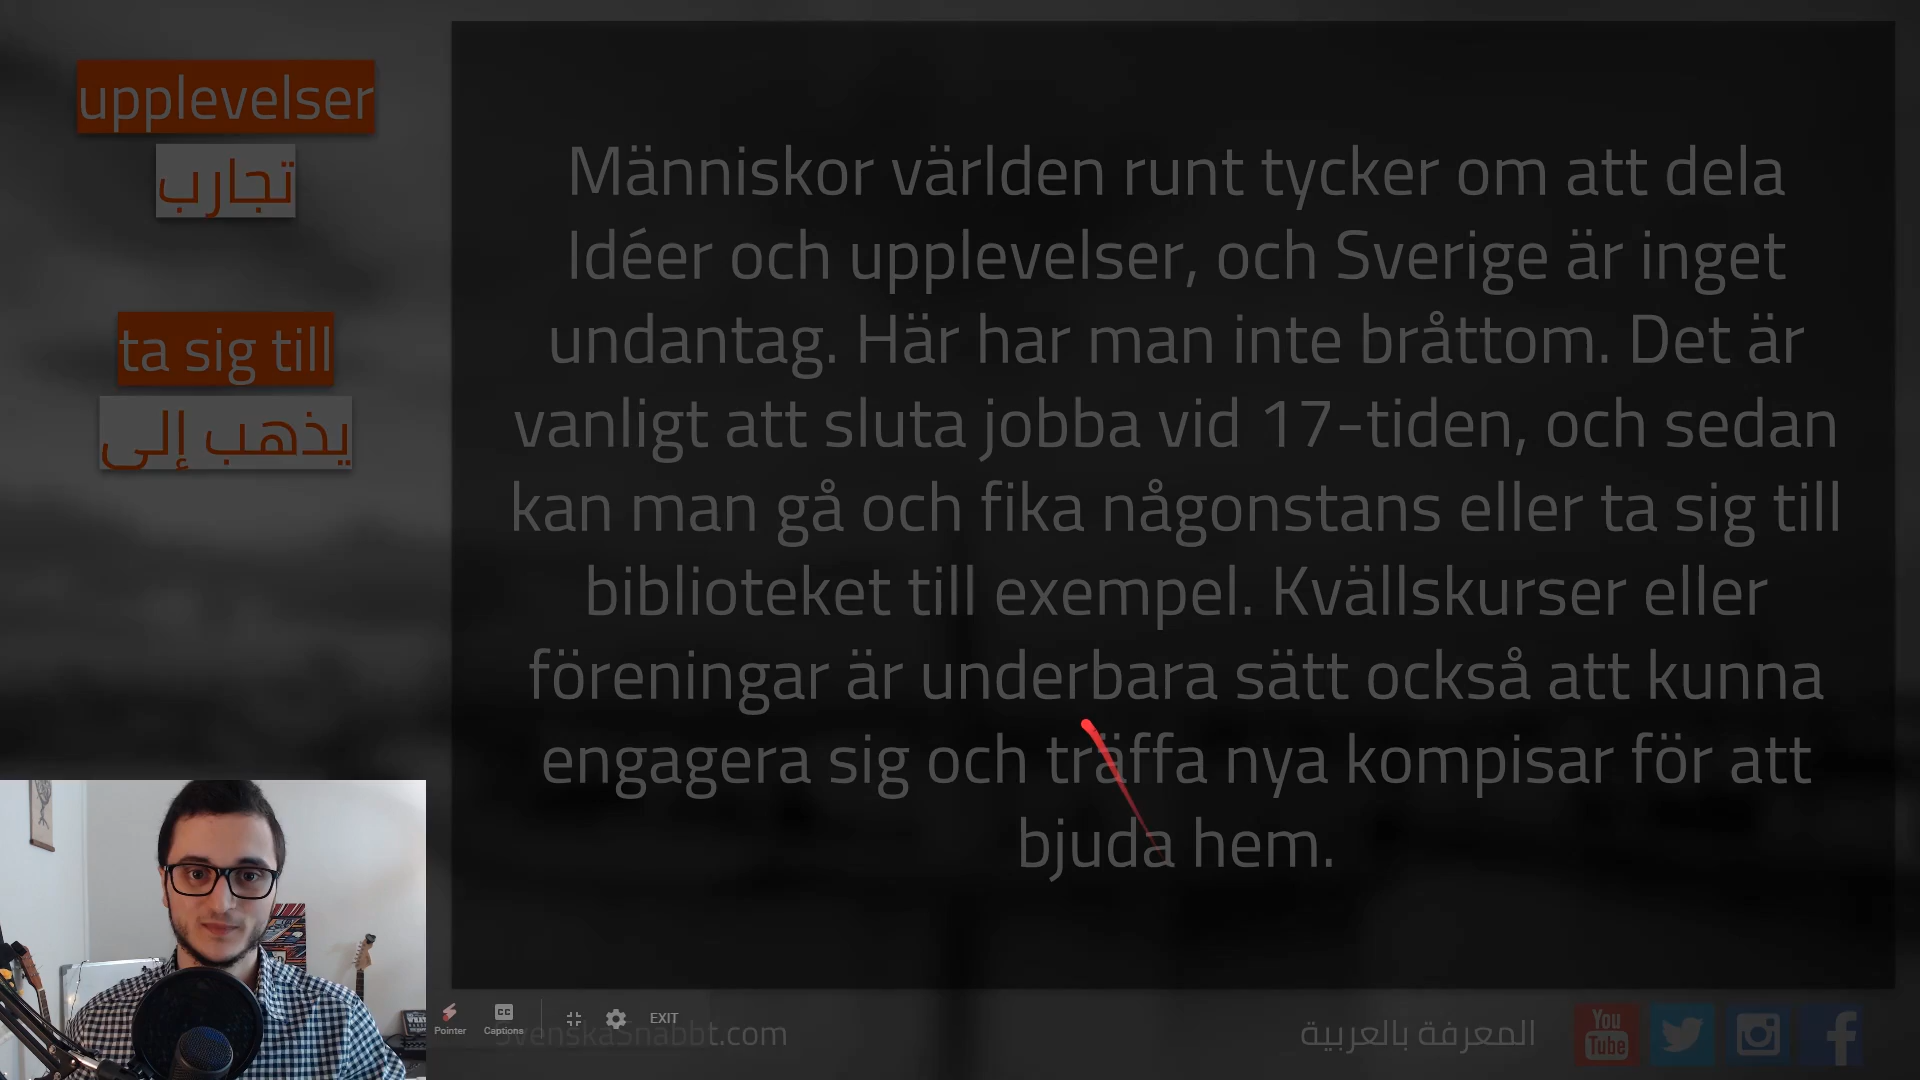 upplevelser
تجارب
ta sig till
يذهب إلى
Människor världen runt tycker om att dela
Idéer och upplevelser, och Sverige är inget
undantag. Här har man inte bråttom. Det är
vanligt att sluta jobba vid 17-tiden, och sedan
kan man gå och fika någonstans eller ta sig till
biblioteket till exempel. Kvällskurser eller
föreningar är underbara sätt också att kunna
engagera sig och träffa nya kompisar för att
bjuda hem.
Pointer
CC
Captions
EXIT
SvenskaSnabbt.com
المعرفة بالعربية
You
Tube